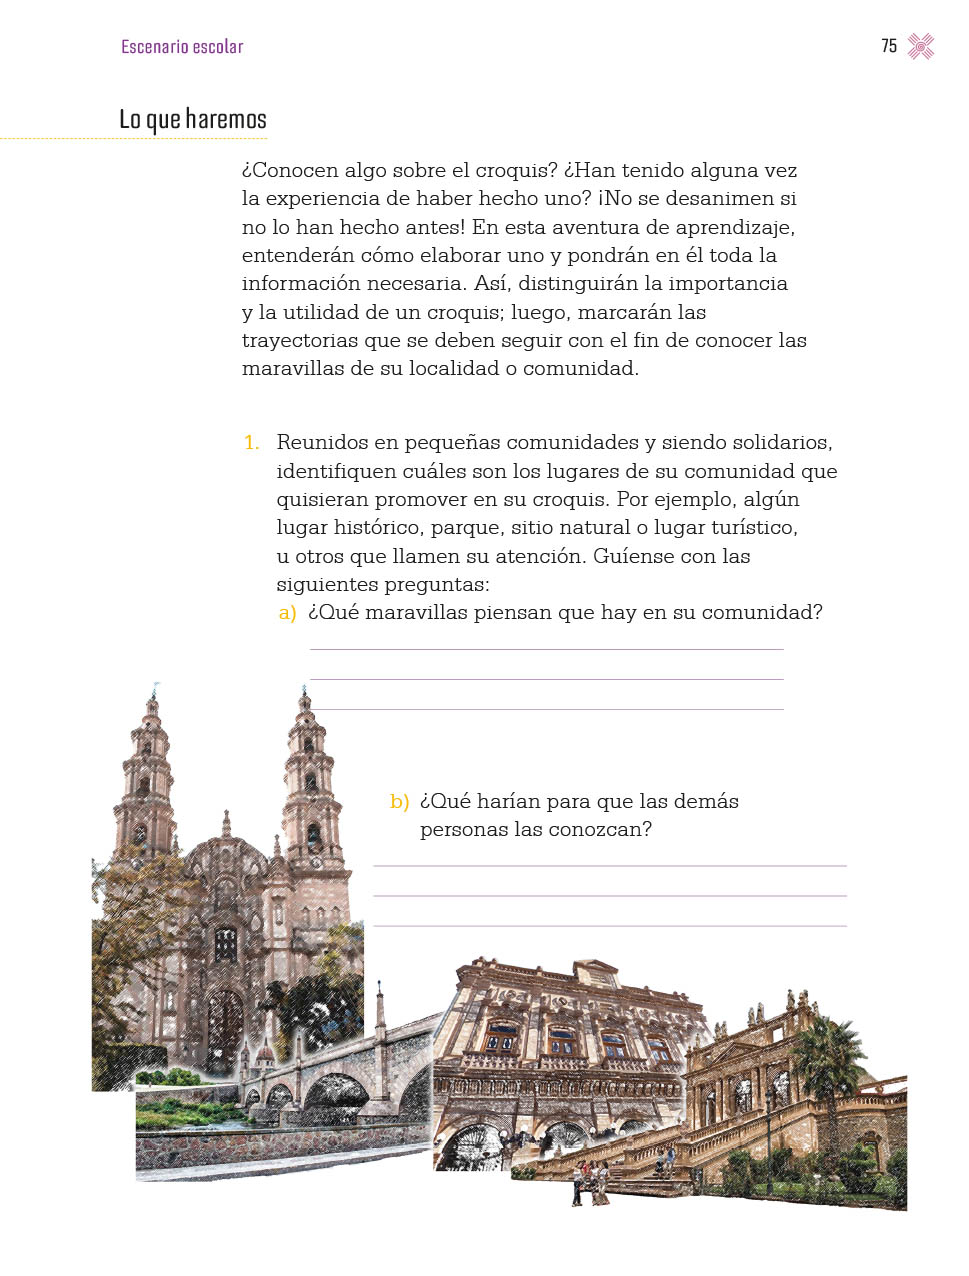 Escenario escolar
75
Lo que haremos
¿Conocen algo sobre el croquis? ¿Han tenido alguna vez
la experiencia de haber hecho uno? ¡No se desanimen si
no lo han hecho antes! En esta aventura de aprendizaje,
entenderán cómo elaborar uno y pondrán en él toda la
información necesaria. Así, distinguirán la importancia
y la utilidad de un croquis; luego, marcarán las
trayectorias que se deben seguir con el fin de conocer las
maravillas de su localidad o comunidad.
1. Reunidos en pequeñas comunidades y siendo solidarios,
identifiquen cuáles son los lugares de su comunidad que
quisieran promover en su croquis. Por ejemplo, algún
lugar histórico, parque, sitio natural o lugar turístico,
u otros que llamen su atención. Guíense con las
siguientes preguntas:
a) ¿Qué maravillas piensan que hay en su comunidad?
b) ¿Qué harían para que las demás
personas las conozcan?